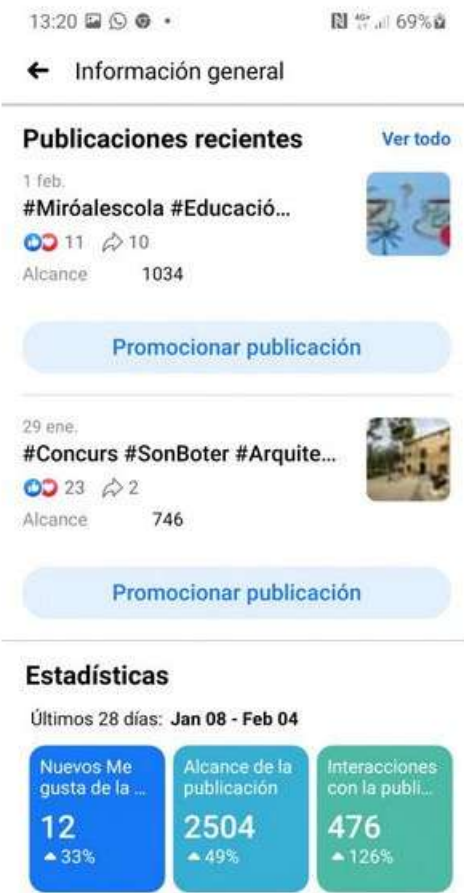 13:20
4G+ 69%
Información general
Publicaciones recientes Ver todo
1 feb.
#Miróalescola #Educació...
11 10
Alcance 1034
Promocionar publicación
29 ene.
#Concurs #SonBoter #Arquite...
23 2
Alcance 746
Promocionar publicación
Estadísticas
Últimos 28 días: Jan 08 - Feb 04
Nuevos Me
gusta de la ...
12
33%
Alcance de la
publicación
2504
49%
Interacciones
con la publi...
476
126%